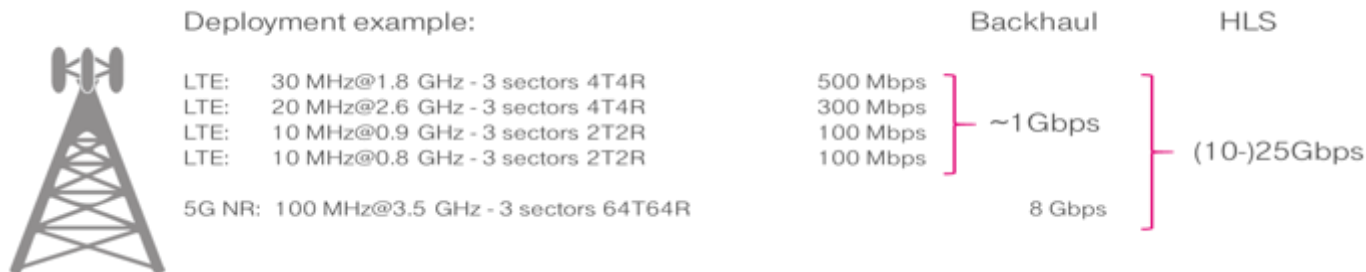 Deployment example: Backhaul HLS
LTE: 30 MHz@1.8 GHz - 3 sectors 4T4R 500 Mbps
LTE: 20 MHz@2.6 GHz - 3 sectors 4T4R 300 Mbps
~1Gbps
LTE: 10 MHz@0.9 GHz - 3 sectors 2T2R 100 Mbps
LTE: 10 MHz@0.8 GHz - 3 sectors 2T2R 100 Mbps
(10-)25Gbps
5G NR: 100 MHz@3.5 GHz - 3 sectors 64T64R 8 Gbps